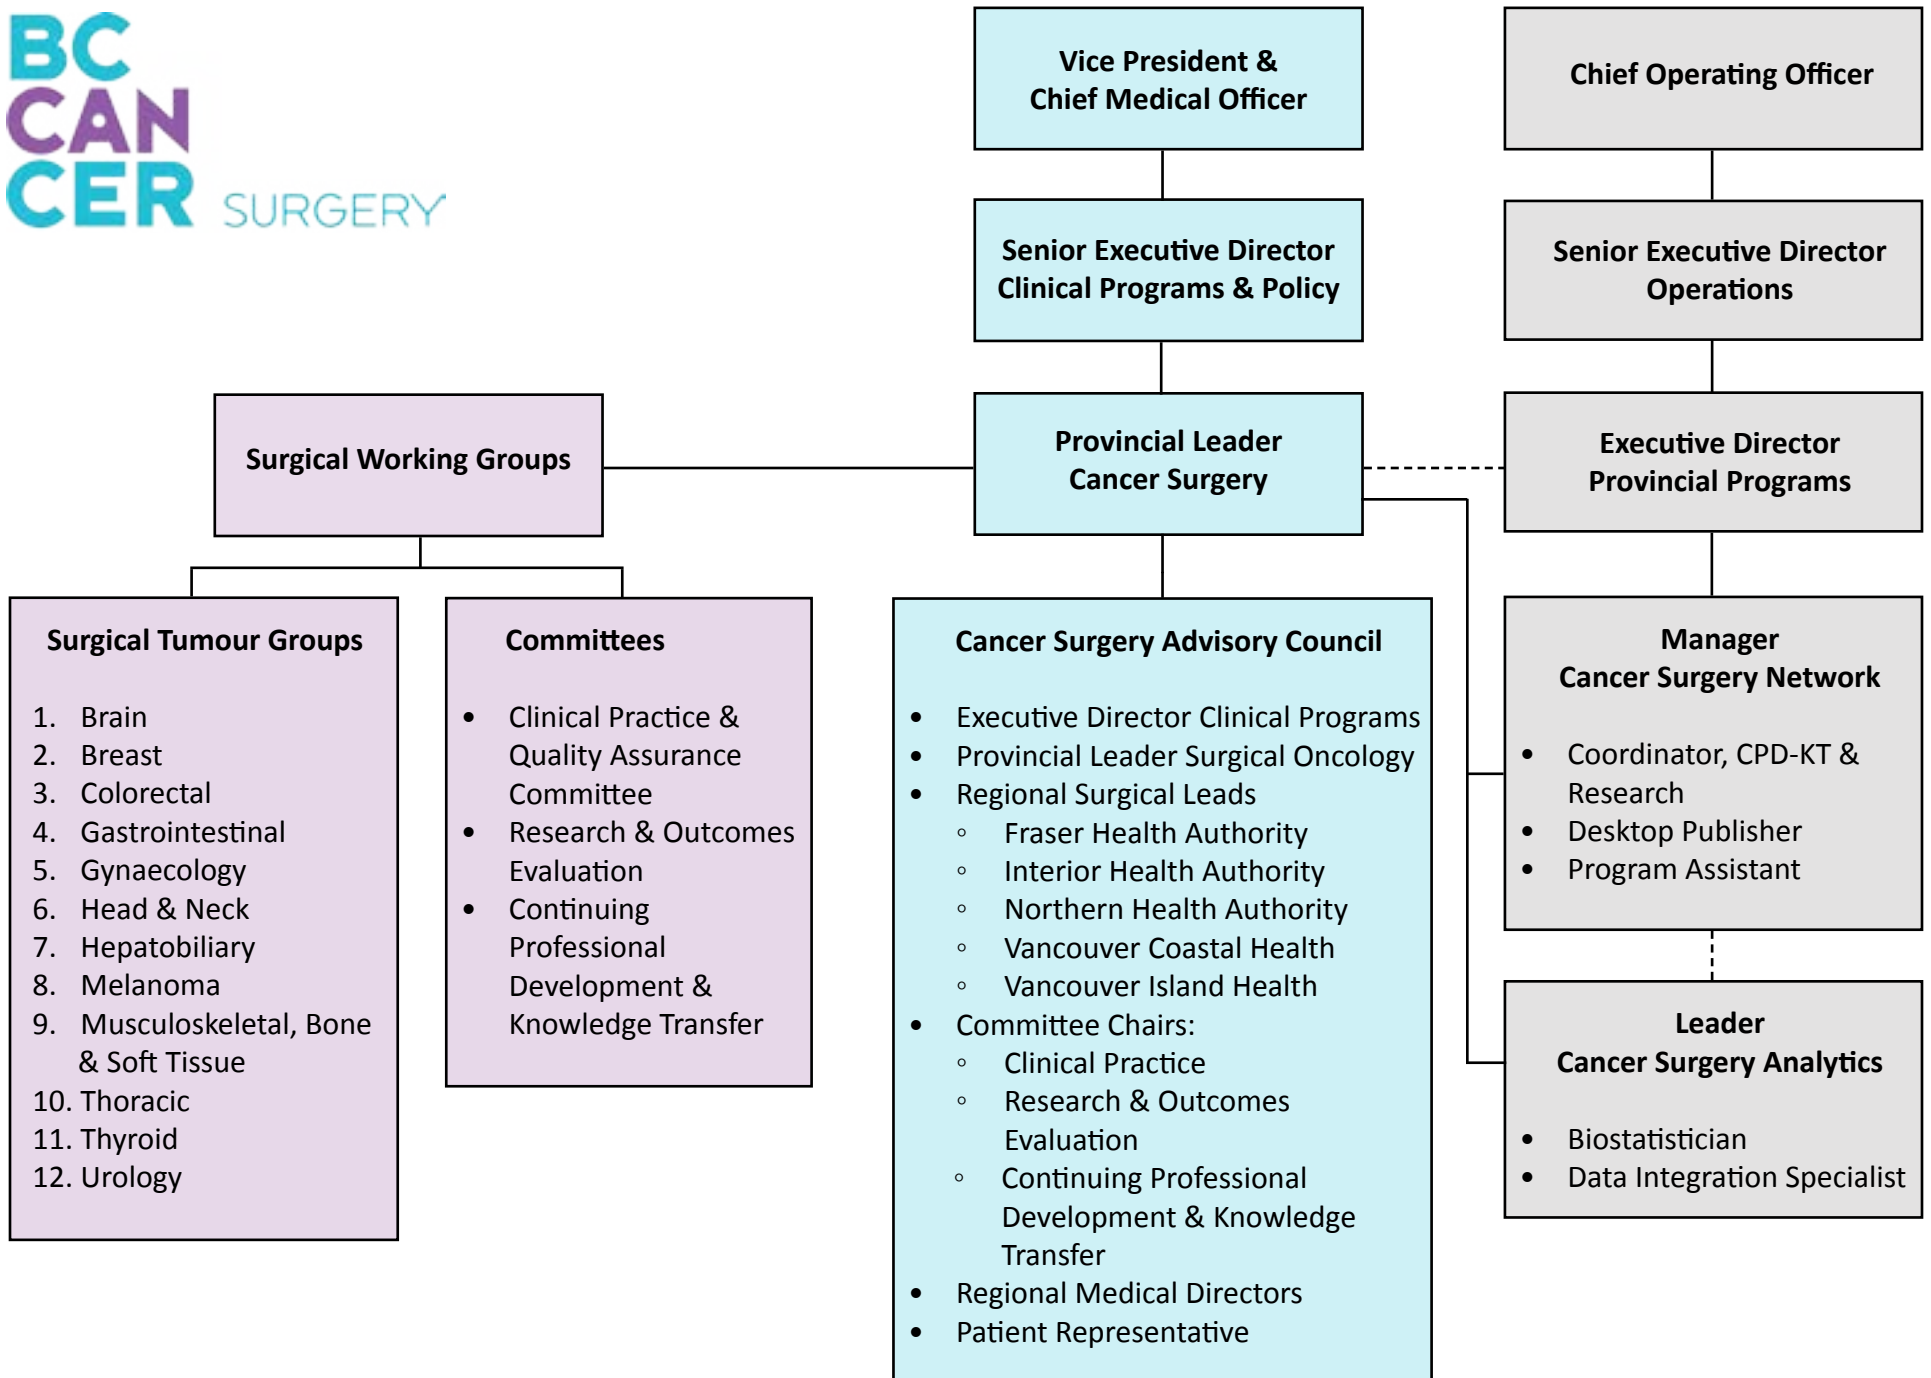 BC
CAN
CER SURGERY
Vice President &
Chief Medical Officer
Chief Operating Officer
Senior Executive Director
Clinical Programs & Policy
Senior Executive Director
Operations
Surgical Working Groups
Provincial Leader
Cancer Surgery
Executive Director
Provincial Programs
Surgical Tumour Groups
1. Brain
2. Breast
3. Colorectal
4. Gastrointestinal
5. Gynaecology
6. Head & Neck
7. Hepatobiliary
8. Melanoma
9. Musculoskeletal, Bone
& Soft Tissue
10. Thoracic
11. Thyroid
12. Urology
Committees
• Clinical Practice &
Quality Assurance
Committee
• Research & Outcomes
Evaluation
• Continuing
Professional
Development &
Knowledge Transfer
Cancer Surgery Advisory Council
• Executive Director Clinical Programs
• Provincial Leader Surgical Oncology
• Regional Surgical Leads
◦ Fraser Health Authority
◦ Interior Health Authority
◦ Northern Health Authority
◦ Vancouver Coastal Health
◦ Vancouver Island Health
• Committee Chairs:
◦ Clinical Practice
◦ Research & Outcomes
Evaluation
◦ Continuing Professional
Development & Knowledge
Transfer
• Regional Medical Directors
• Patient Representative
Manager
Cancer Surgery Network
• Coordinator, CPD-KT &
Research
• Desktop Publisher
• Program Assistant
Leader
Cancer Surgery Analytics
• Biostatistician
• Data Integration Specialist